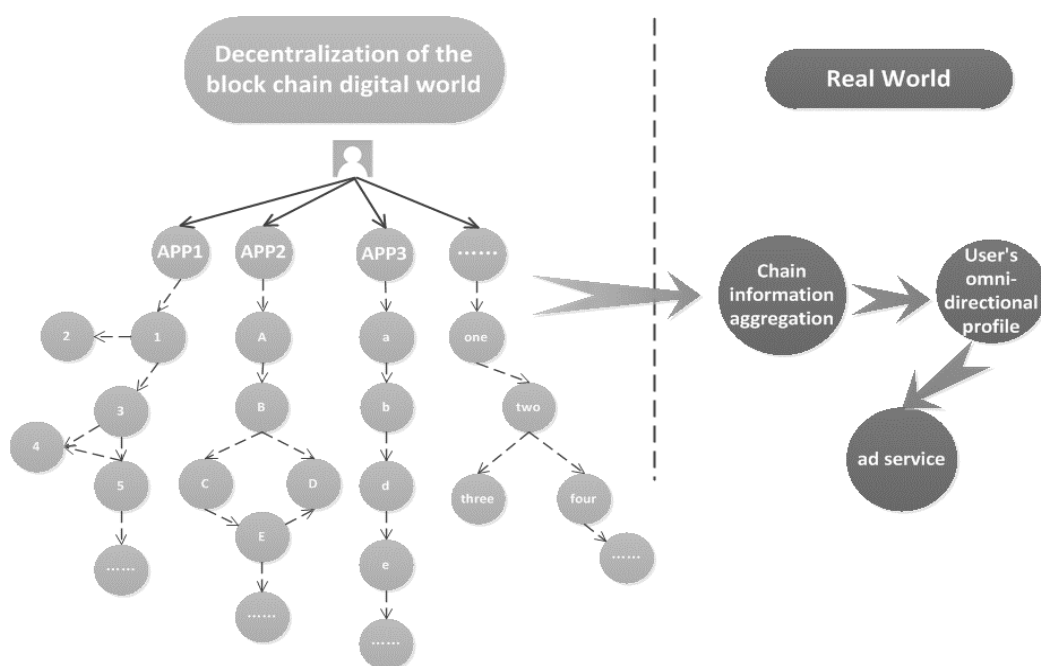 Decentralization of the
block chain digital world
Real World
APP1
APP2
APP3
……
1
2
3
4
5
……
A
B
C
D
E
……
a
b
d
e
……
one
two
three
four
……
Chain
information
aggregation
User's
omni-
directional
profile
ad service